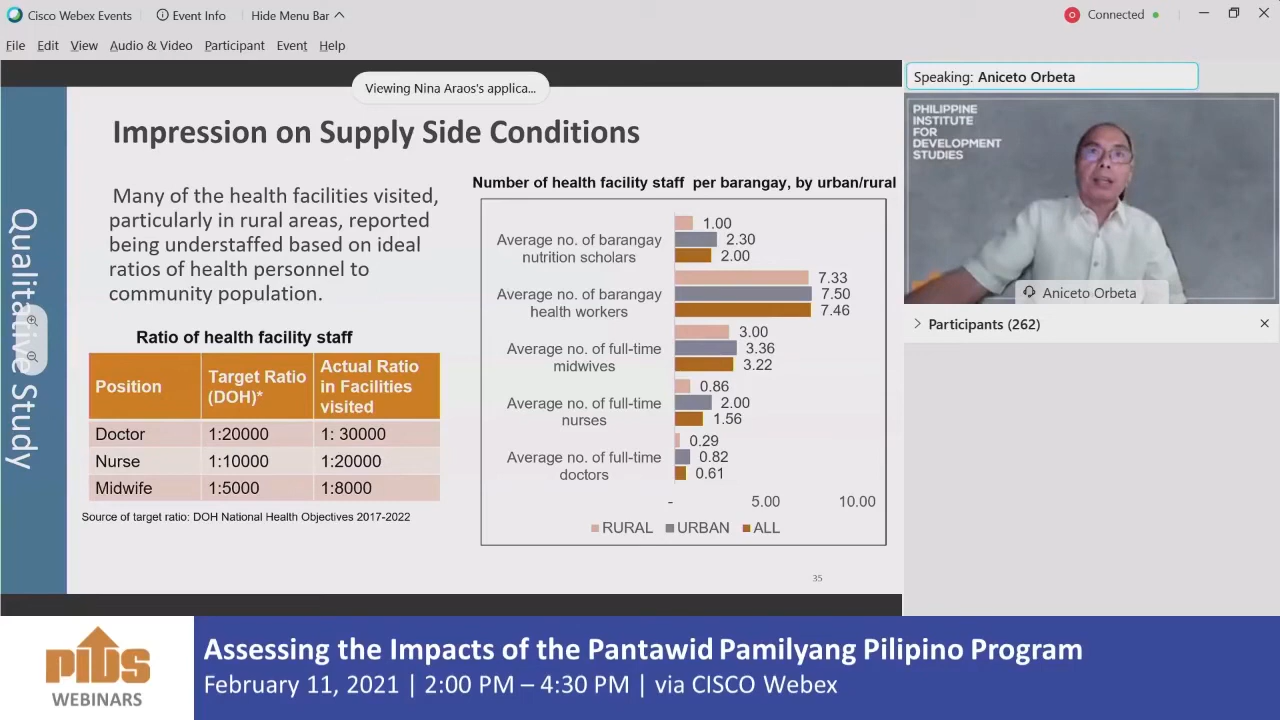 Cisco Webex Events
Event Info
Hide Menu Bar
Connected
File Edit View Audio & Video Participant Event Help
Viewing Nina Araos's applica...
Speaking: Aniceto Orbeta
PHILIPPINE
INSTITUTE
FOR
DEVELOPMENT
STUDIES
Aniceto Orbeta
Participants (262)
Qualitative Study
Impression on Supply Side Conditions
Many of the health facilities visited,
particularly in rural areas, reported
being understaffed based on ideal
ratios of health personnel to
community population.
Ratio of health facility staff
Position
Target Ratio
(DOH)*
Actual Ratio
in Facilities
visited
Doctor 1:20000 1: 30000
Nurse 1:10000 1:20000
Midwife 1:5000 1:8000
Source of target ratio: DOH National Health Objectives 2017-2022
Number of health facility staff per barangay, by urban/rural
Average no. of barangay
nutrition scholars
1.00
2.30
2.00
Average no. of barangay
health workers
7.33
7.50
7.46
Average no. of full-time
midwives
3.00
3.36
3.22
Average no. of full-time
nurses
0.86
2.00
1.56
Average no. of full-time
doctors
0.29
0.82
0.61
- 5.00 10.00
RURAL URBAN ALL
35
PIDS
WEBINARS
Assessing the Impacts of the Pantawid Pamilyang Pilipino Program
February 11, 2021 | 2:00 PM – 4:30 PM | via CISCO Webex